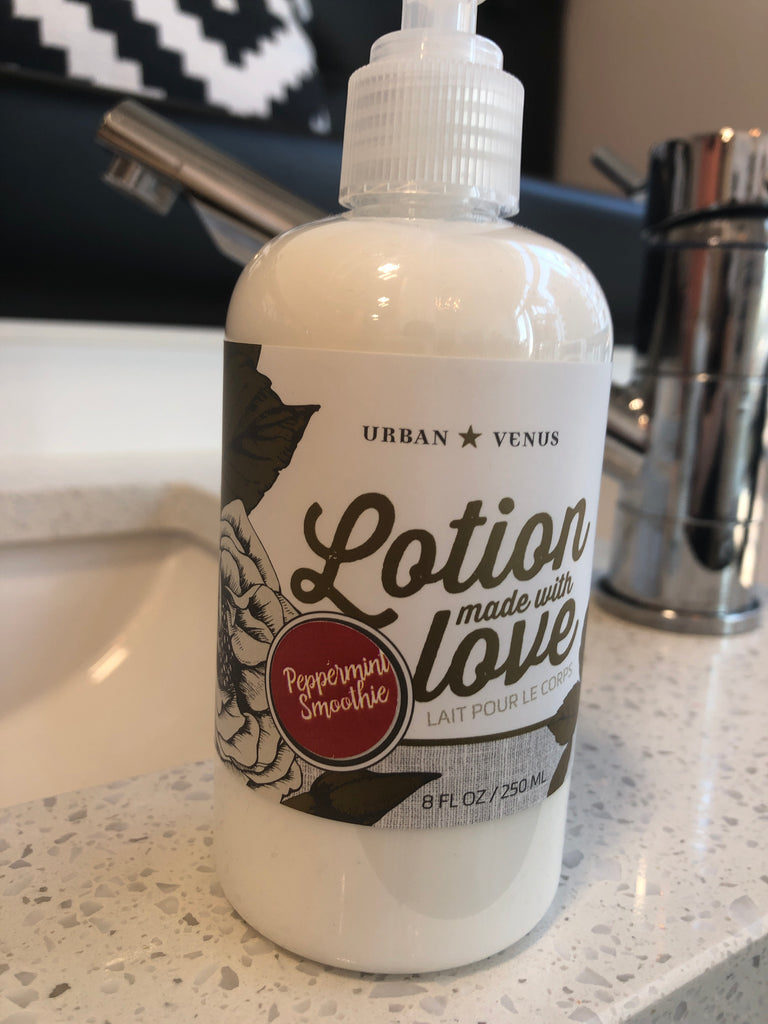 URBAN ★ VENUS
Lotion
made with
love
LAIT POUR LE CORPS
Peppermint
Smoothie
8 FL OZ / 250 ML